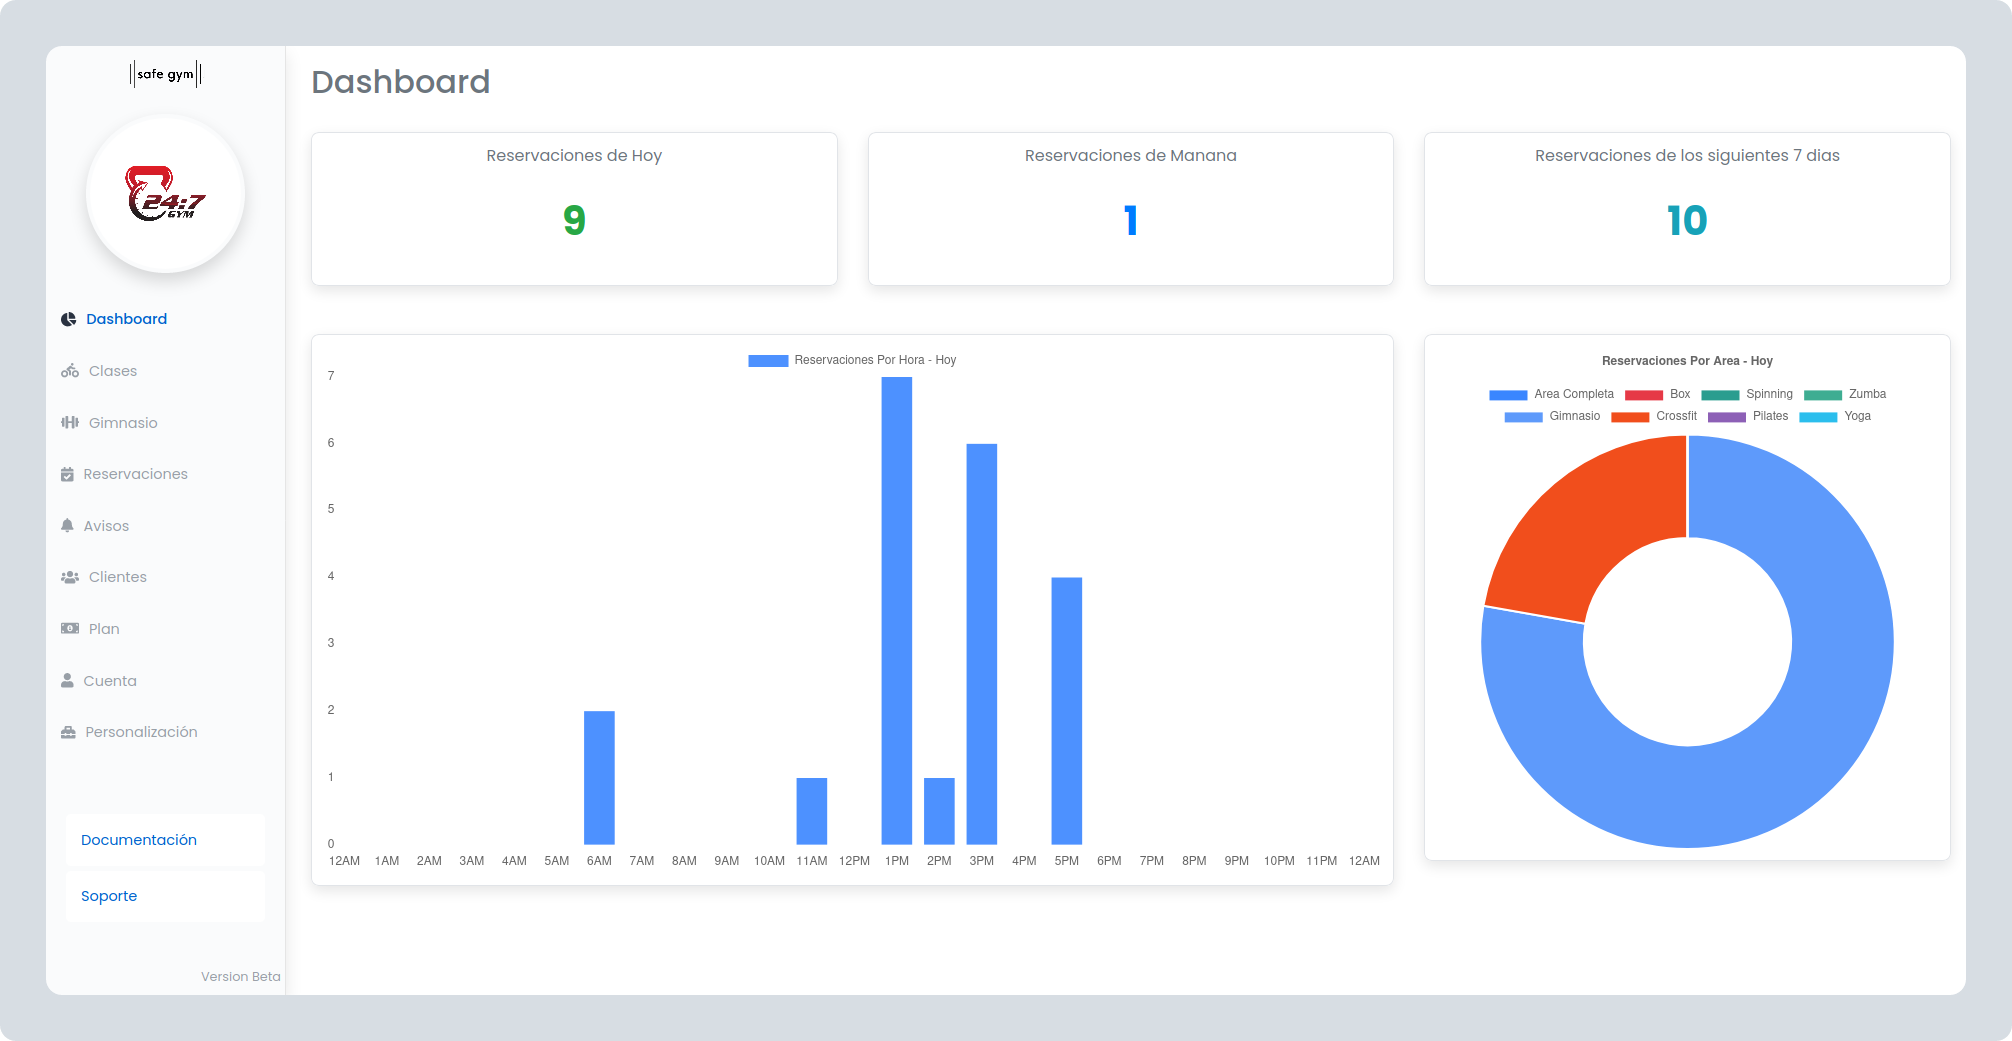 safe gym
24:7
GYM
Dashboard
Clases
Gimnasio
Reservaciones
Avisos
Clientes
Plan
Cuenta
Personalización
Documentación
Soporte
Version Beta
Dashboard
Reservaciones de Hoy
9
Reservaciones de Manana
1
Reservaciones de los siguientes 7 dias
10
Reservaciones Por Hora - Hoy
7
6
5
4
3
2
1
0
12AM 1AM 2AM 3AM 4AM 5AM 6AM 7AM 8AM 9AM 10AM 11AM 12PM 1PM 2PM 3PM 4PM 5PM 6PM 7PM 8PM 9PM 10PM 11PM 12AM
Reservaciones Por Area - Hoy
Area Completa Box Spinning Zumba
Gimnasio Crossfit Pilates Yoga